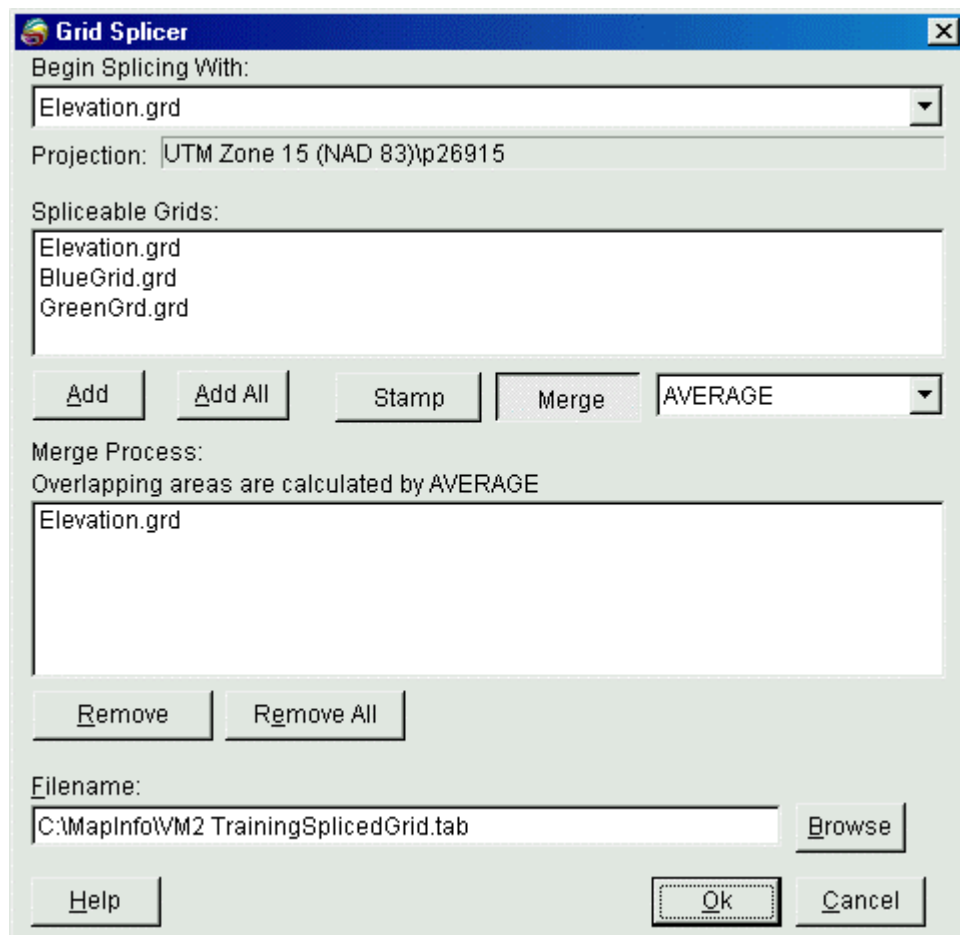 Grid Splicer
Begin Splicing With:
Elevation.grd
Projection: UTM Zone 15 (NAD 83)\p26915
Spliceable Grids:
Elevation.grd
BlueGrid.grd
GreenGrd.grd
Add Add All Stamp Merge AVERAGE
Merge Process:
Overlapping areas are calculated by AVERAGE
Elevation.grd
Remove Remove All
Filename:
C:\MapInfo\VM2 TrainingSplicedGrid.tab Browse
Help Ok Cancel